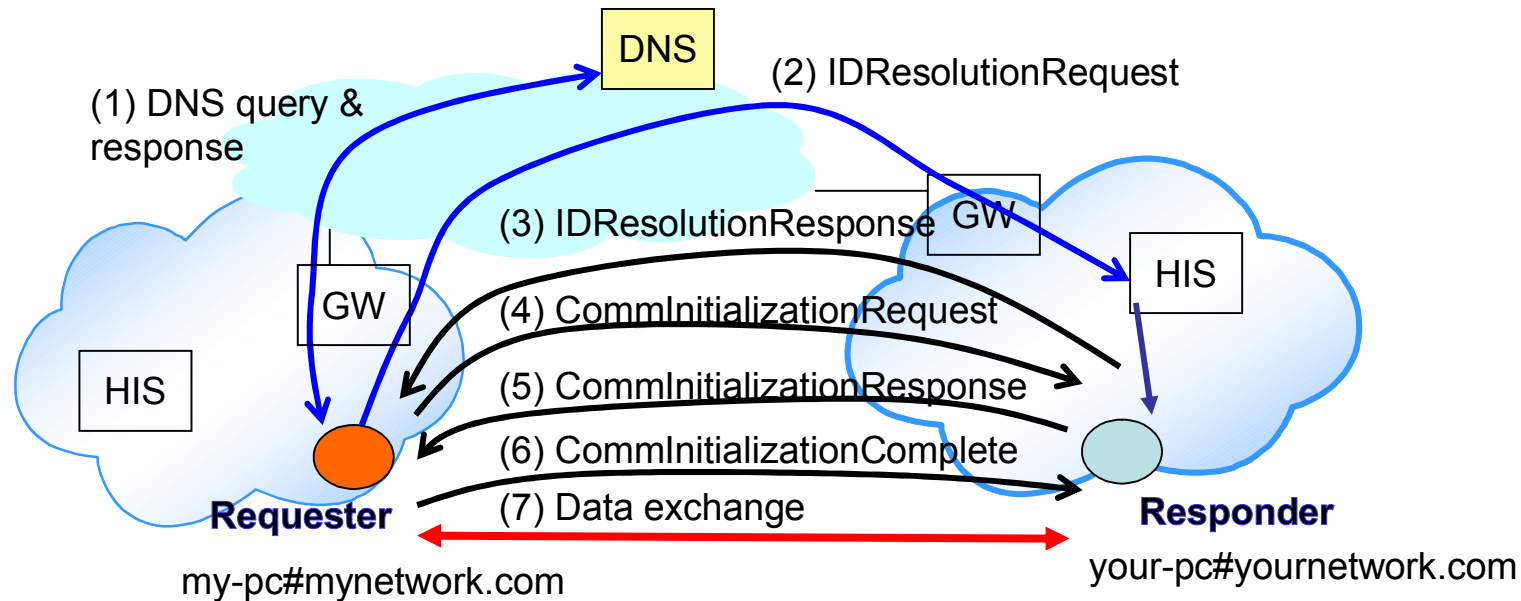 DNS
(2) IDResolutionRequest
(1) DNS query &
response
(3) IDResolutionResponse
GW
HIS
GW
(4) CommInitializationRequest
HIS
(5) CommInitializationResponse
(6) CommInitializationComplete
Requester
(7) Data exchange
Responder
my-pc#mynetwork.com
your-pc#yournetwork.com